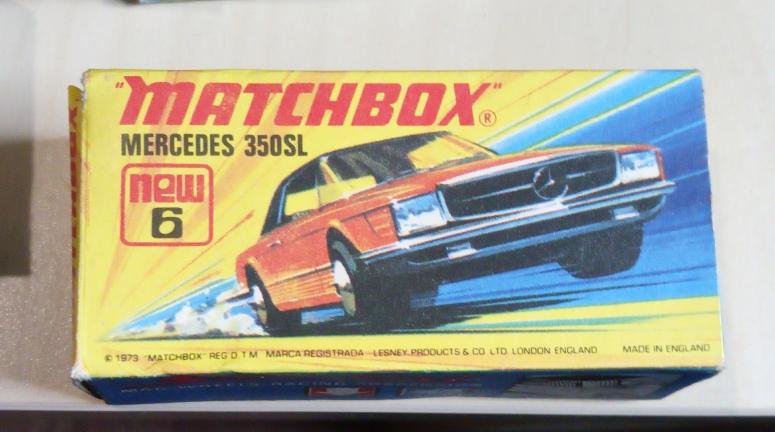 "MATCHBOX"®
MERCEDES 350SL
new
6
© 1973 "MATCHBOX" REG'D T M MARCA REGISTRADA LESNEY PRODUCTS & CO LTD LONDON ENGLAND MADE IN ENGLAND